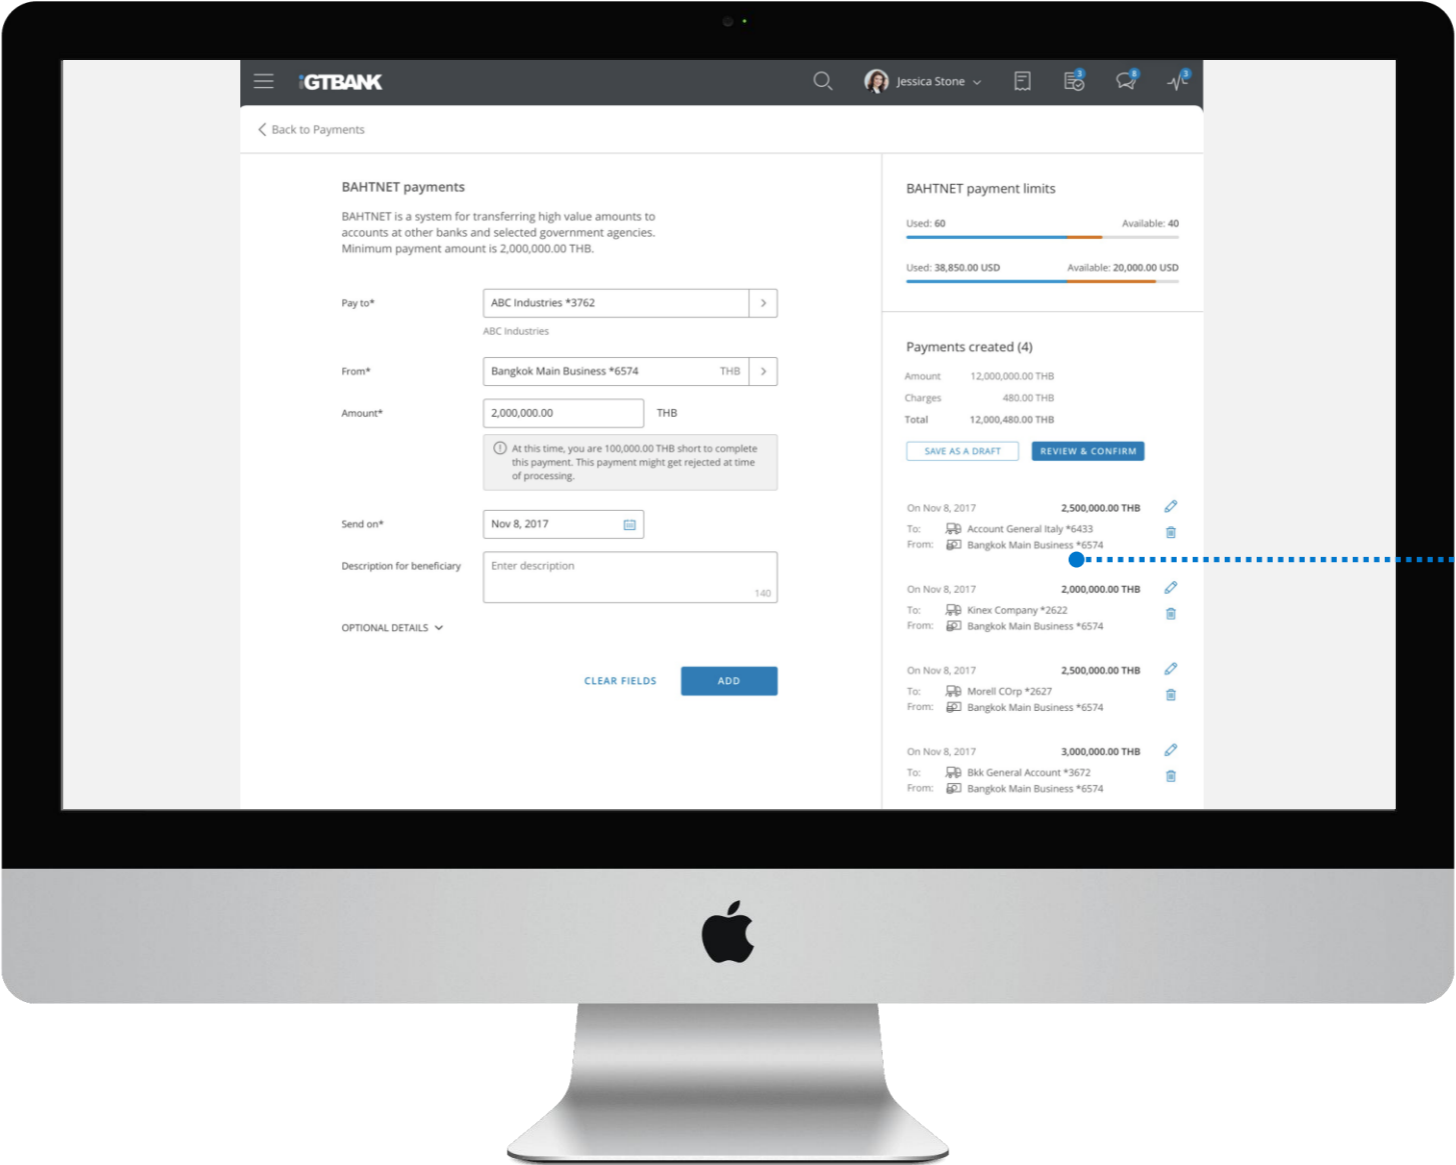 iGTBANK
Jessica Stone
3
8
3
Back to Payments
BAHTNET payments
BAHTNET is a system for transferring high value amounts to
accounts at other banks and selected government agencies.
Minimum payment amount is 2,000,000.00 THB.
Pay to*
ABC Industries *3762
ABC Industries
From*
Bangkok Main Business *6574 THB
Amount*
2,000,000.00
THB
At this time, you are 100,000.00 THB short to complete
this payment. This payment might get rejected at time
of processing.
Send on*
Nov 8, 2017
Description for beneficiary
Enter description
140
OPTIONAL DETAILS
CLEAR FIELDS
ADD
BAHTNET payment limits
Used: 60 Available: 40
Used: 38,850.00 USD Available: 20,000.00 USD
Payments created (4)
Amount 12,000,000.00 THB
Charges 480.00 THB
Total 12,000,480.00 THB
SAVE AS A DRAFT
REVIEW & CONFIRM
On Nov 8, 2017 2,500,000.00 THB
To: Account General Italy *6433
From: Bangkok Main Business *6574
On Nov 8, 2017 2,000,000.00 THB
To: Kinex Company *2622
From: Bangkok Main Business *6574
On Nov 8, 2017 2,500,000.00 THB
To: Morell COrp *2627
From: Bangkok Main Business *6574
On Nov 8, 2017 3,000,000.00 THB
To: Bkk General Account *3672
From: Bangkok Main Business *6574